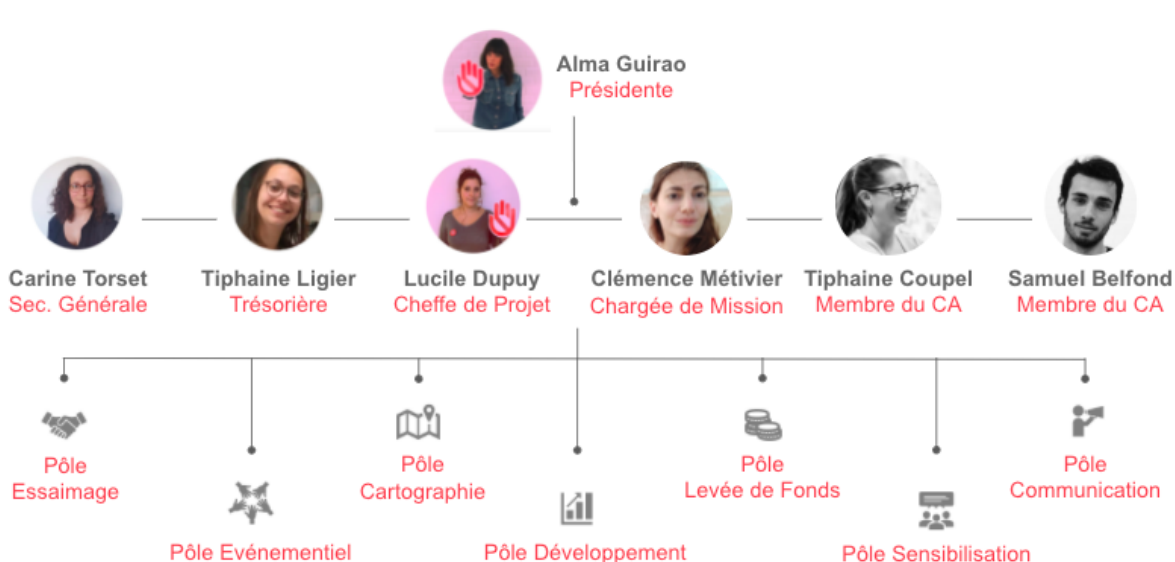 Alma Guirao
Présidente
Carine Torset
Sec. Générale
Tiphaine Ligier
Trésorière
Lucile Dupuy
Cheffe de Projet
Clémence Métivier
Chargée de Mission
Tiphaine Coupel
Membre du CA
Samuel Belfond
Membre du CA
Pôle
Essaimage
Pôle Evénementiel
Pôle
Cartographie
Pôle Développement
Pôle
Levée de Fonds
Pôle Sensibilisation
Pôle
Communication